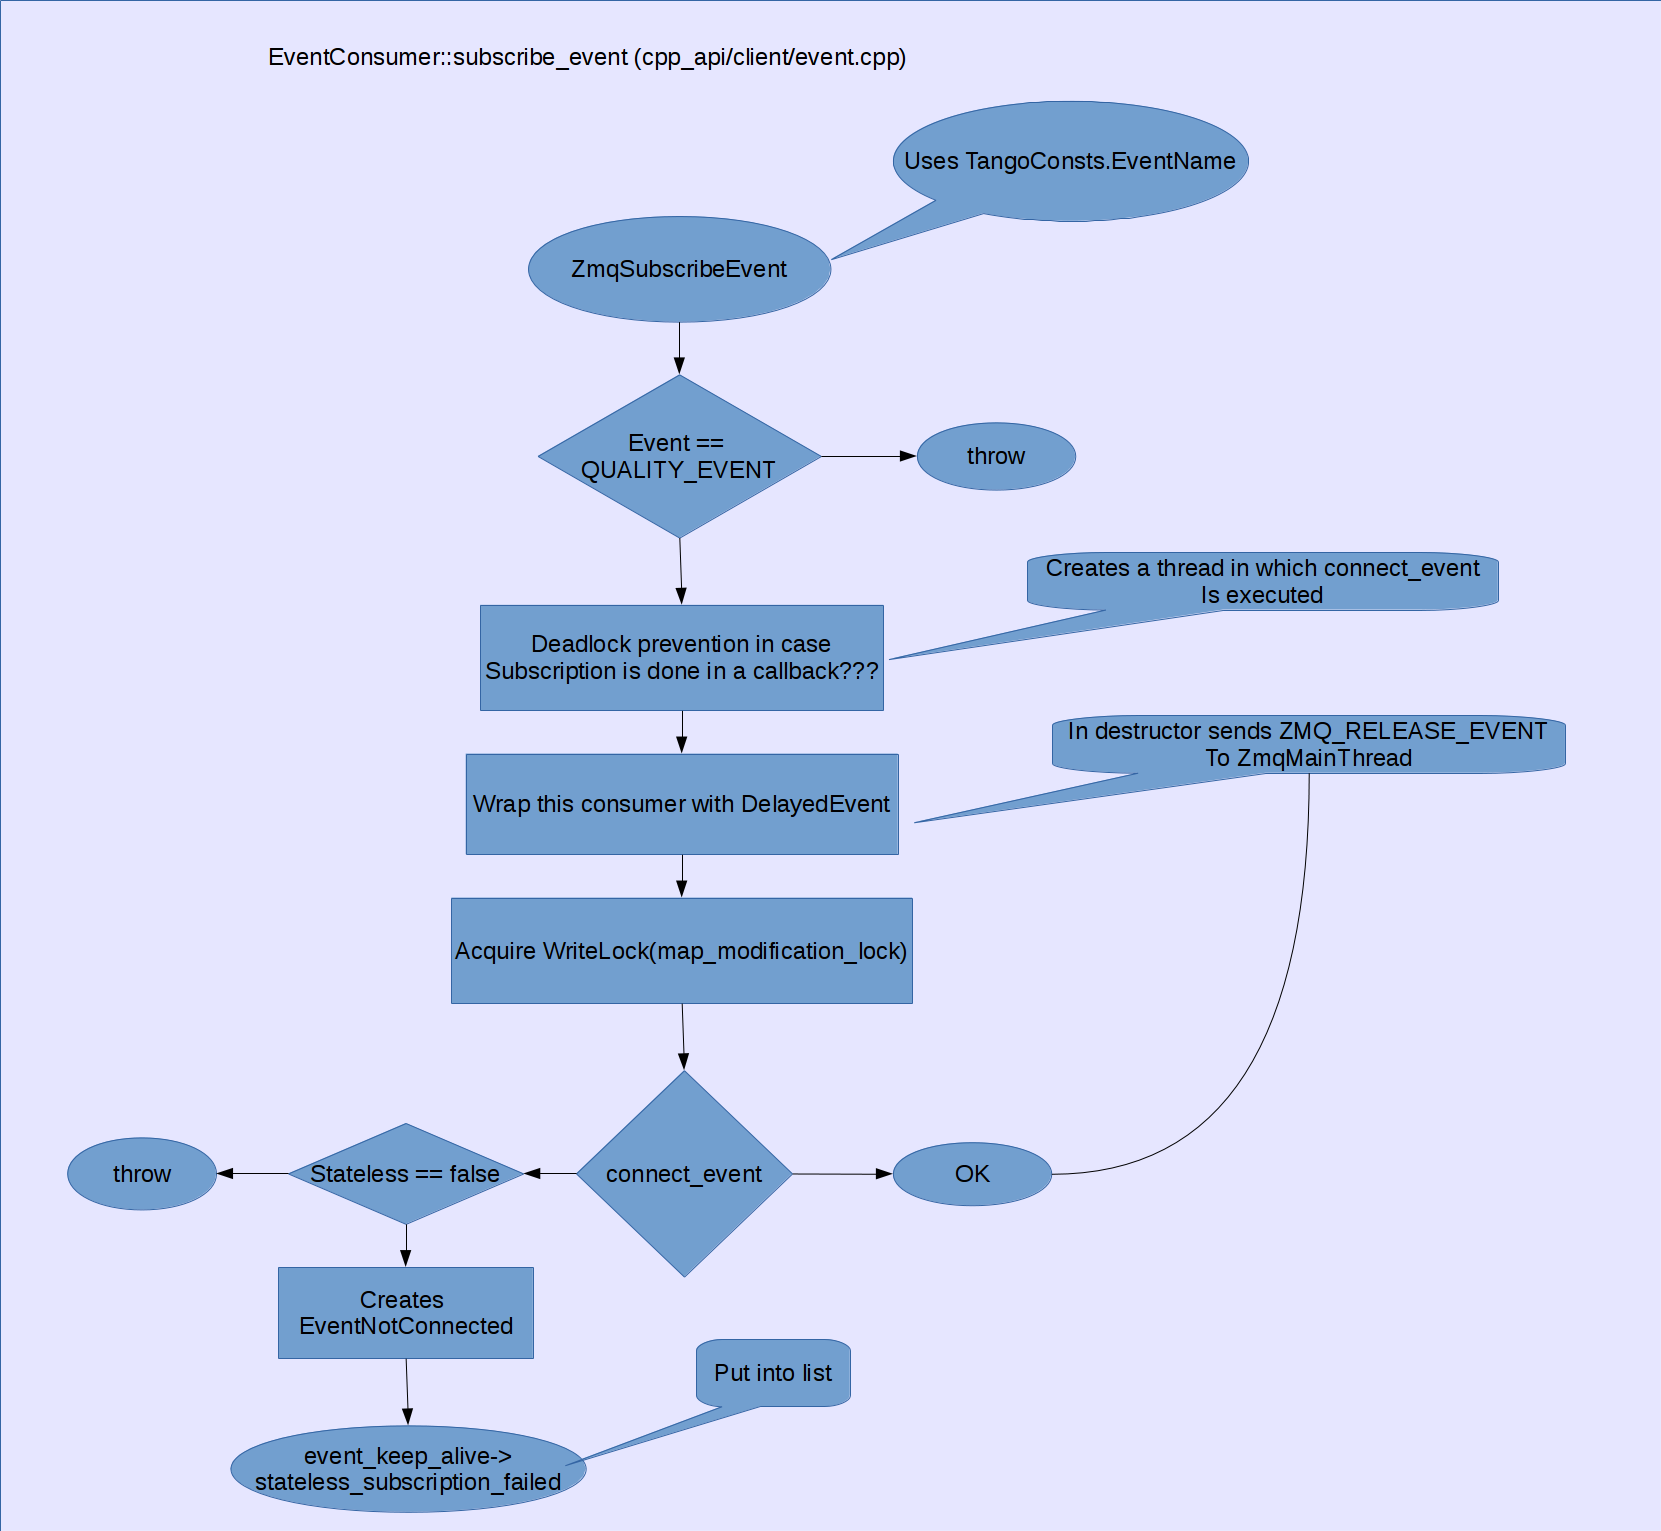 EventConsumer::subscribe_event (cpp_api/client/event.cpp)
Uses TangoConsts.EventName
ZmqSubscribeEvent
Event ==
QUALITY_EVENT
throw
Creates a thread in which connect_event
Is executed
Deadlock prevention in case
Subscription is done in a callback???
In destructor sends ZMQ_RELEASE_EVENT
To ZmqMainThread
Wrap this consumer with DelayedEvent
Acquire WriteLock(map_modification_lock)
throw
Stateless == false
connect_event
OK
Creates
EventNotConnected
Put into list
event_keep_alive->
stateless_subscription_failed